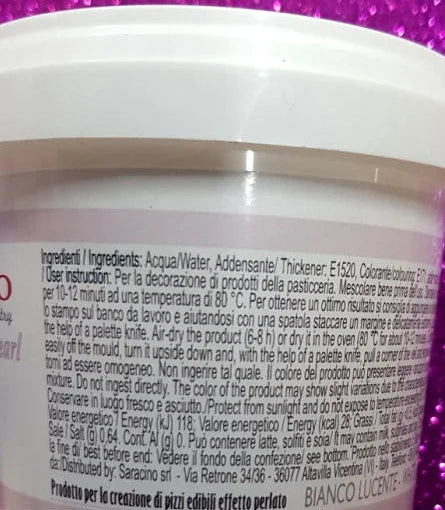 Ingredienti / Ingredients: Acqua/Water, Addensante/ Thickener: E1520, Colorante/colouring: E171
/ User instruction: Per la decorazione di prodotti della pasticceria. Mescolare bene prima
per 10-12 minuti ad una temperatura di 80 °C. Per ottenere un ottimo risultato si consiglia di
lo stampo sul banco da lavoro e aiutandosi con una spatola staccare un margine e delicatamente
the help of a palette knife. Air-dry the product (6-8 h) or dry it in the oven (80 °C for about
easily off the mould, turn it upside down and, with the help of a palette knife, pull a corner of the
torni ad essere omogeneo. Non ingerire tal quale. Il colore del prodotto può presentare
mixture. Do not ingest directly. The color of the product may show slight variations due to
Conservare in luogo fresco e asciutto./Protect from sunlight and do not expose to temperature
Valore energetico / Energy (kJ) 118; Valore energetico / Energy (kcal) 28; Grassi / Total fat
Sale / Salt (g) 0.64. Cont. Al (g) 0. Può contenere latte, solfiti e soia/ It may contain milk,
la fine di/ best before end: Vedere il fondo della confezione/ see bottom. Prodotto
da:/Distributed by: Saracino srl - Via Retrone 34/36 - 36077 Altavilla Vicentina (VI) - Italy
Prodotto per la creazione di pizzi edibili effetto perlato
BIANCO LUCENTE -
O
try
earl